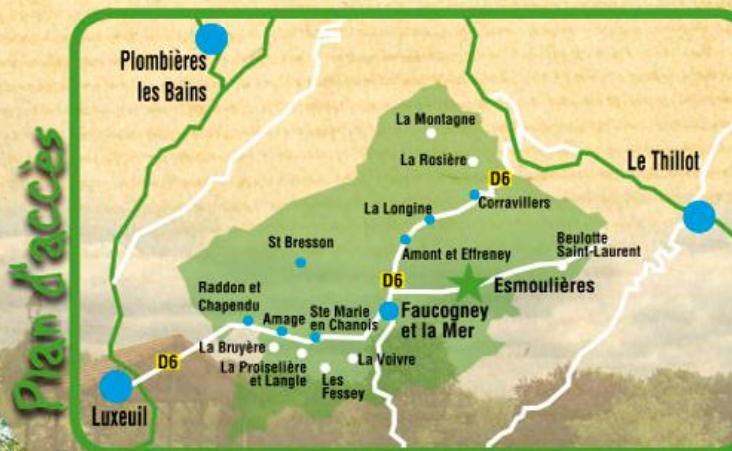 Plan d'accès
Plombières
les Bains
La Montagne
La Rosière
Le Thillot
D6
Corravillers
La Longine
St Bresson
Amont et Effreney
Beulotte
Saint-Laurent
D6
Esmoulières
Raddon et
Chapendu
Amage
Ste Marie
en Chanois
Faucogney
et la Mer
D6
La Bruyère
La Proiselière
et Langle
Les
Fessey
La Voivre
Luxeuil